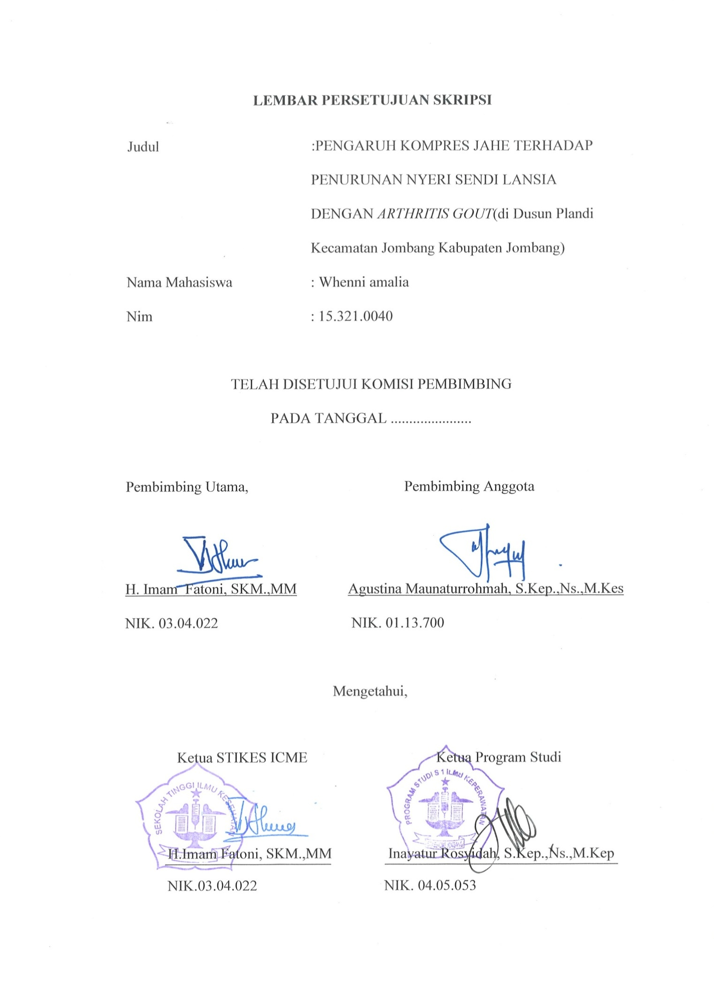 LEMBAR PERSETUJUAN SKRIPSI
Judul :PENGARUH KOMPRES JAHE TERHADAP
PENURUNAN NYERI SENDI LANSIA
DENGAN ARTHRITIS GOUT(di Dusun Plandi
Kecamatan Jombang Kabupaten Jombang)
Nama Mahasiswa : Whenni amalia
Nim : 15.321.0040
TELAH DISETUJUI KOMISI PEMBIMBING
PADA TANGGAL ......................
Pembimbing Utama, Pembimbing Anggota
H. Imam Fatoni, SKM.,MM Agustina Maunaturrohmah, S.Kep.,Ns.,M.Kes
NIK. 03.04.022 NIK. 01.13.700
Mengetahui,
Ketua STIKES ICME Ketua Program Studi
SEKOLAH TINGGI ILMU KESEHATAN PROGRAM STUDI S 1 ILMU KEPERAWATAN
H.Imam Fatoni, SKM.,MM Inayatur Rosyidah, S.Kep.,Ns.,M.Kep
NIK.03.04.022 NIK. 04.05.053